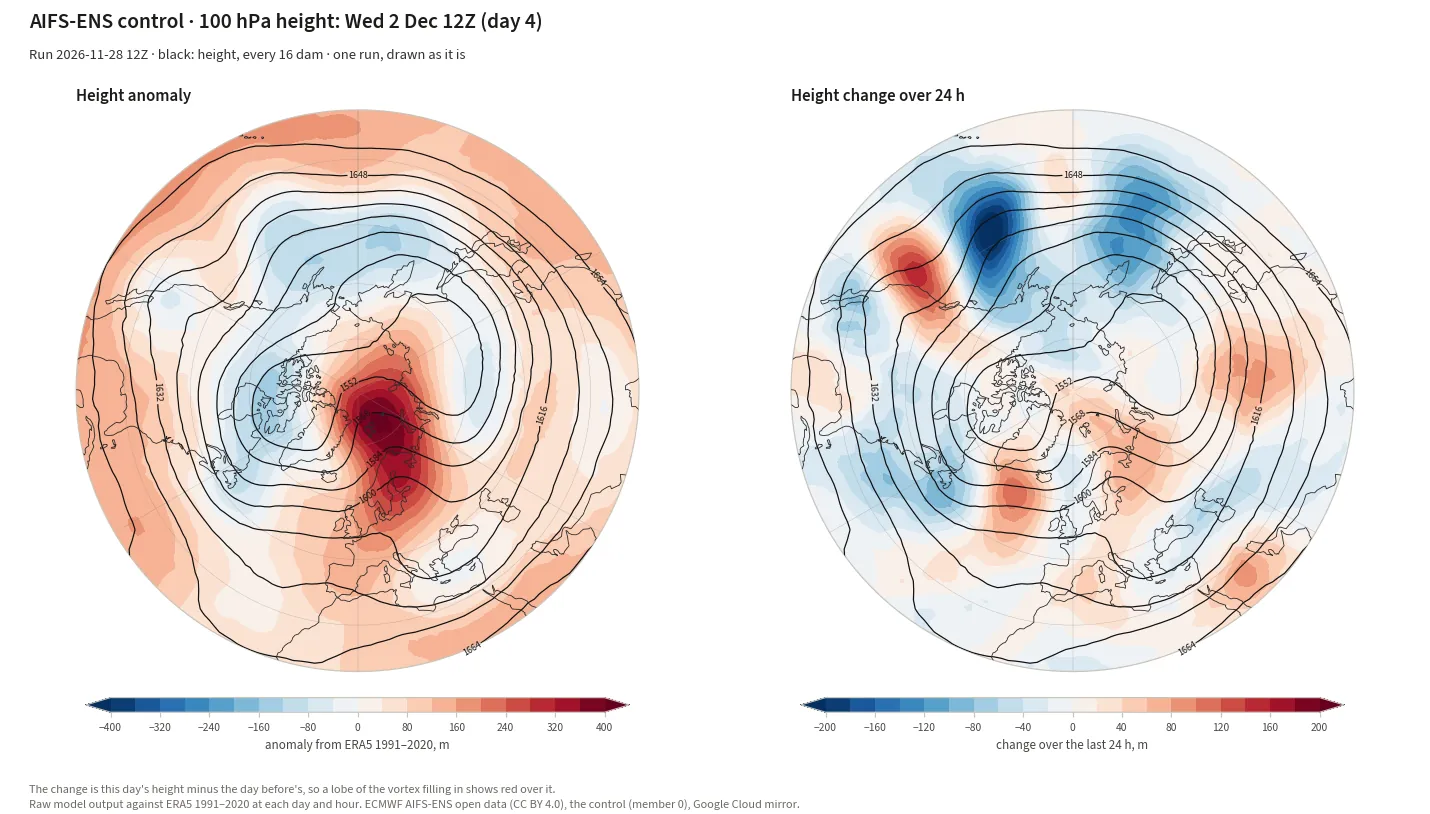 AIFS-ENS control · 100 hPa height: Wed 2 Dec 12Z (day 4)
Run 2026-11-28 12Z · black: height, every 16 dam · one run, drawn as it is
Height anomaly
1648
1664
1552
1632
1616
1584
1600
1664
−400 −320 −240 −160 −80 0 80 160 240 320 400
anomaly from ERA5 1991–2020, m
Height change over 24 h
1648
1664
1552
1632
1568
1616
1584
1600
1664
−200 −160 −120 −80 −40 0 40 80 120 160 200
change over the last 24 h, m
The change is this day's height minus the day before's, so a lobe of the vortex filling in shows red over it.
Raw model output against ERA5 1991–2020 at each day and hour. ECMWF AIFS-ENS open data (CC BY 4.0), the control (member 0), Google Cloud mirror.